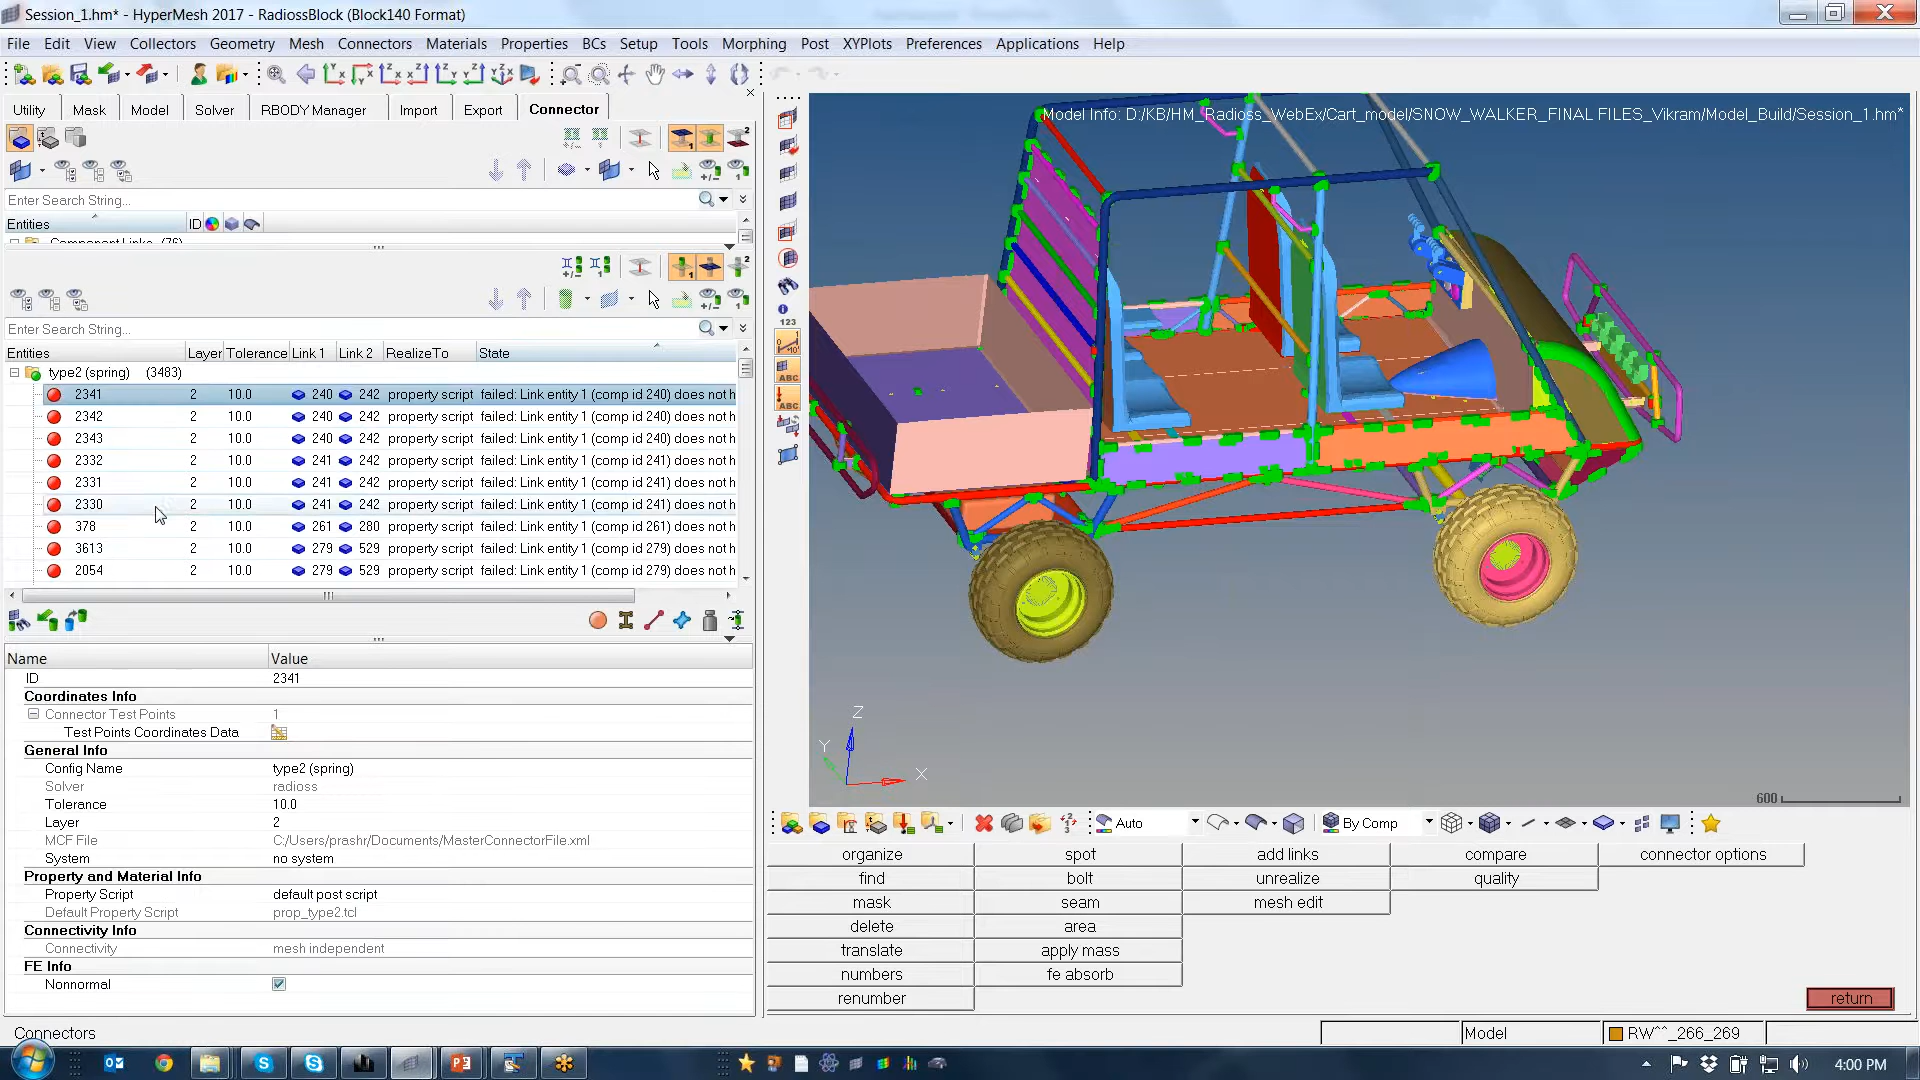 Session_1.hm* - HyperMesh 2017 - RadiossBlock (Block140 Format)
File Edit View Collectors Geometry Mesh Connectors Materials Properties BCs Setup Tools Morphing Post XYPlots Preferences Applications Help
Utility Mask Model Solver RBODY Manager Import Export Connector
Model Info: D:/KB/HM_Radioss_WebEx/Cart_model/SNOW_WALKER_FINAL FILES_Vikram/Model_Build/Session_1.hm*
Enter Search String...
Entities ID
Component Links (76)
Enter Search String...
Entities Layer Tolerance Link 1 Link 2 RealizeTo State
type2 (spring) (3483)
2341 2 10.0 240 242 property script failed: Link entity 1 (comp id 240) does not h
2342 2 10.0 240 242 property script failed: Link entity 1 (comp id 240) does not h
2343 2 10.0 240 242 property script failed: Link entity 1 (comp id 240) does not h
2332 2 10.0 241 242 property script failed: Link entity 1 (comp id 241) does not h
2331 2 10.0 241 242 property script failed: Link entity 1 (comp id 241) does not h
2330 2 10.0 241 242 property script failed: Link entity 1 (comp id 241) does not h
378 2 10.0 261 280 property script failed: Link entity 1 (comp id 261) does not h
3613 2 10.0 279 529 property script failed: Link entity 1 (comp id 279) does not h
2054 2 10.0 279 529 property script failed: Link entity 1 (comp id 279) does not h
Name Value
ID 2341
Coordinates Info
Connector Test Points 1
Test Points Coordinates Data
General Info
Config Name type2 (spring)
Solver radioss
Tolerance 10.0
Layer 2
MCF File C:/Users/prashr/Documents/MasterConnectorFile.xml
System no system
Property and Material Info
Property Script default post script
Default Property Script prop_type2.tcl
Connectivity Info
Connectivity mesh independent
FE Info
Nonnormal
123
ABC
ABC
Z
Y
X
600
Auto By Comp
organize spot add links compare connector options
find bolt unrealize quality
mask seam mesh edit
delete area
translate apply mass
numbers fe absorb
renumber
return
Connectors Model RW^^_266_269
4:00 PM